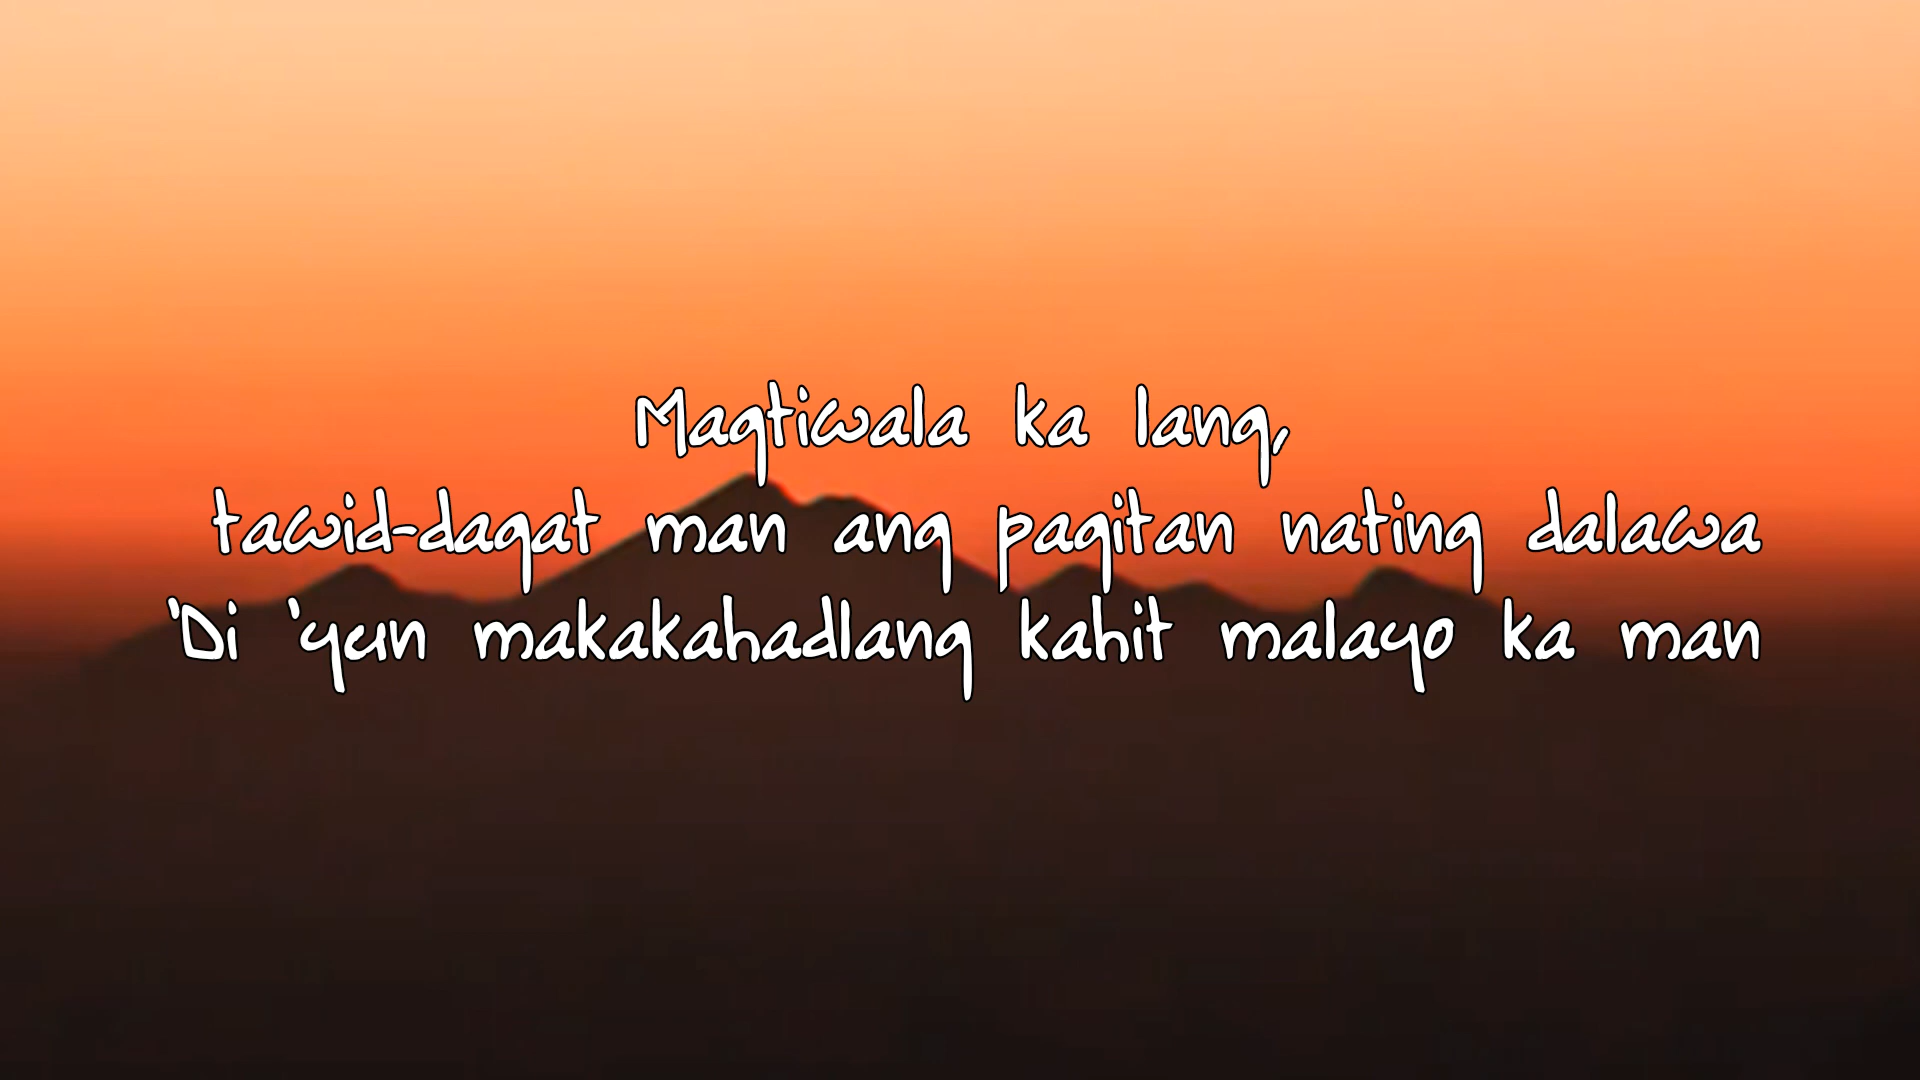 Magtiwala ka lang,
tawid-dagat man ang pagitan nating dalawa
'Di 'yun makakahadlang kahit malayo ka man